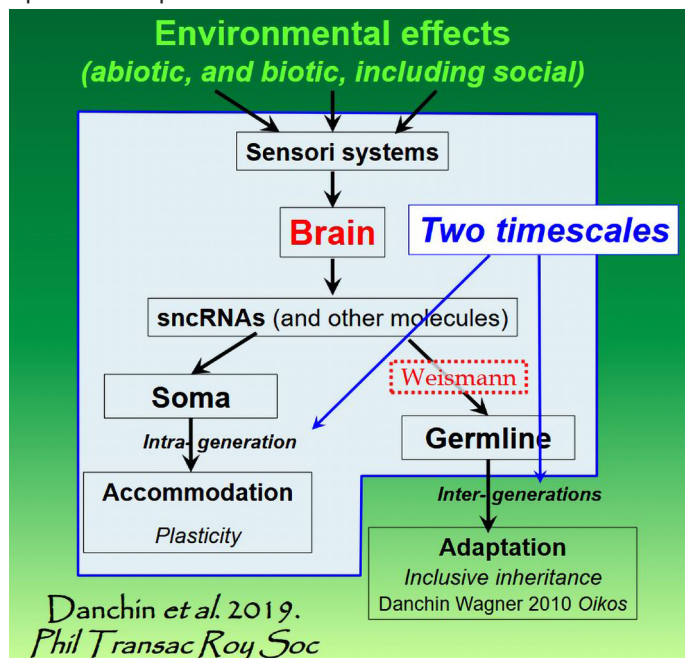 Environmental effects
(abiotic, and biotic, including social)
Sensori systems
Brain
Two timescales
sncRNAs (and other molecules)
Weismann
Soma
Germline
Intra- generation
Accommodation
Plasticity
Inter- generations
Adaptation
Inclusive inheritance
Danchin Wagner 2010 Oikos
Danchin et al. 2019.
Phil Transac Roy Soc